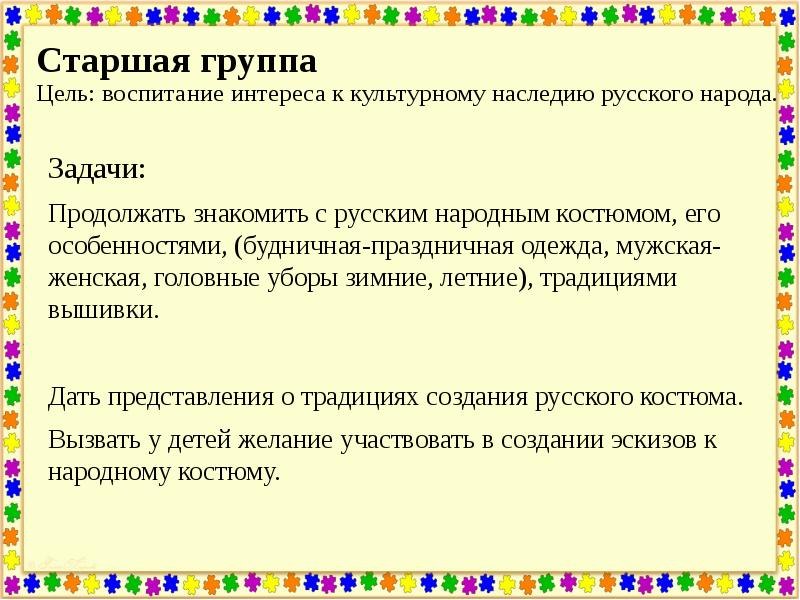 Старшая группа
Цель: воспитание интереса к культурному наследию русского народа.
Задачи:
Продолжать знакомить с русским народным костюмом, его
особенностями, (будничная-праздничная одежда, мужская-
женская, головные уборы зимние, летние), традициями
вышивки.
Дать представления о традициях создания русского костюма.
Вызвать у детей желание участвовать в создании эскизов к
народному костюму.